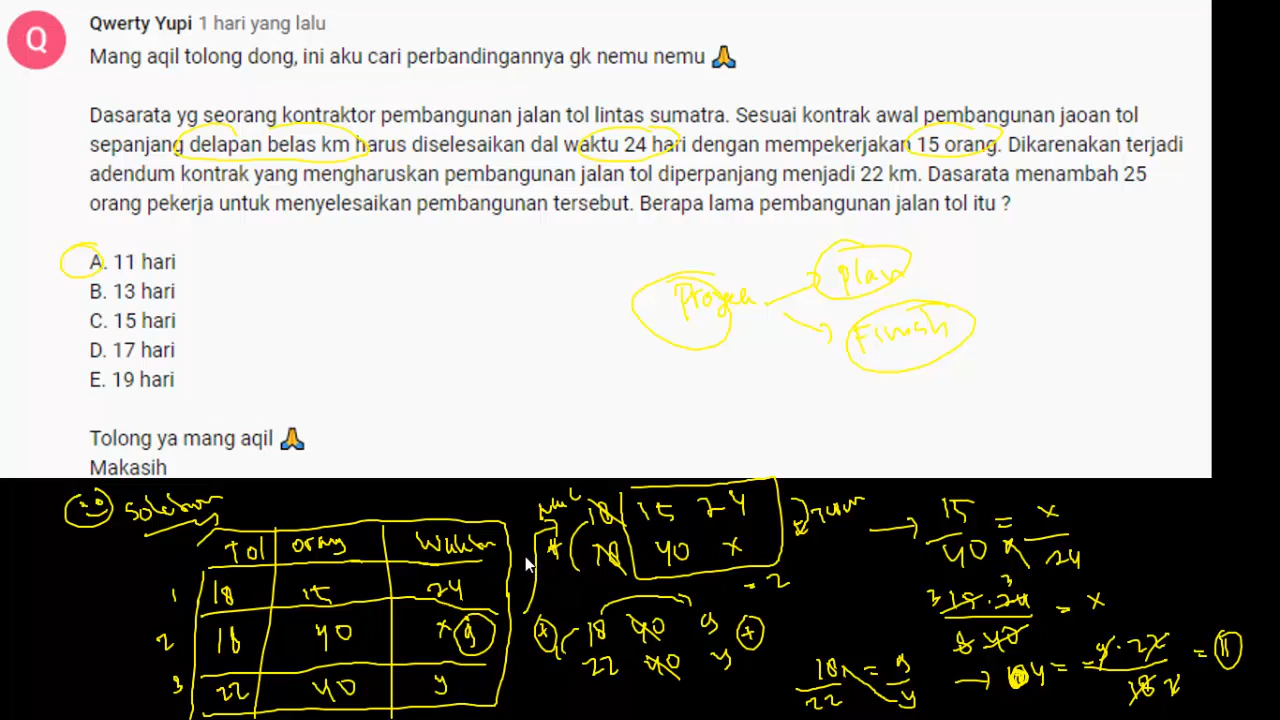 Q
Qwerty Yupi 1 hari yang lalu
Mang aqil tolong dong, ini aku cari perbandingannya gk nemu nemu 🙏
Dasarata yg seorang kontraktor pembangunan jalan tol lintas sumatra. Sesuai kontrak awal pembangunan jaoan tol
sepanjang delapan belas km harus diselesaikan dal waktu 24 hari dengan mempekerjakan 15 orang. Dikarenakan terjadi
adendum kontrak yang mengharuskan pembangunan jalan tol diperpanjang menjadi 22 km. Dasarata menambah 25
orang pekerja untuk menyelesaikan pembangunan tersebut. Berapa lama pembangunan jalan tol itu ?
A. 11 hari
B. 13 hari
C. 15 hari
D. 17 hari
E. 19 hari
Plan
Finish
Tolong ya mang aqil 🙏
Makasih
Tol orang
1 18 15 24
2 18 40 x 9
3 22 40 y
18 15 24
18 40 x
= 2
18 40 9
22 40 y
15 = x
40 24
= x
18 = 9
22 y
y = 9 . 22 = 11
18